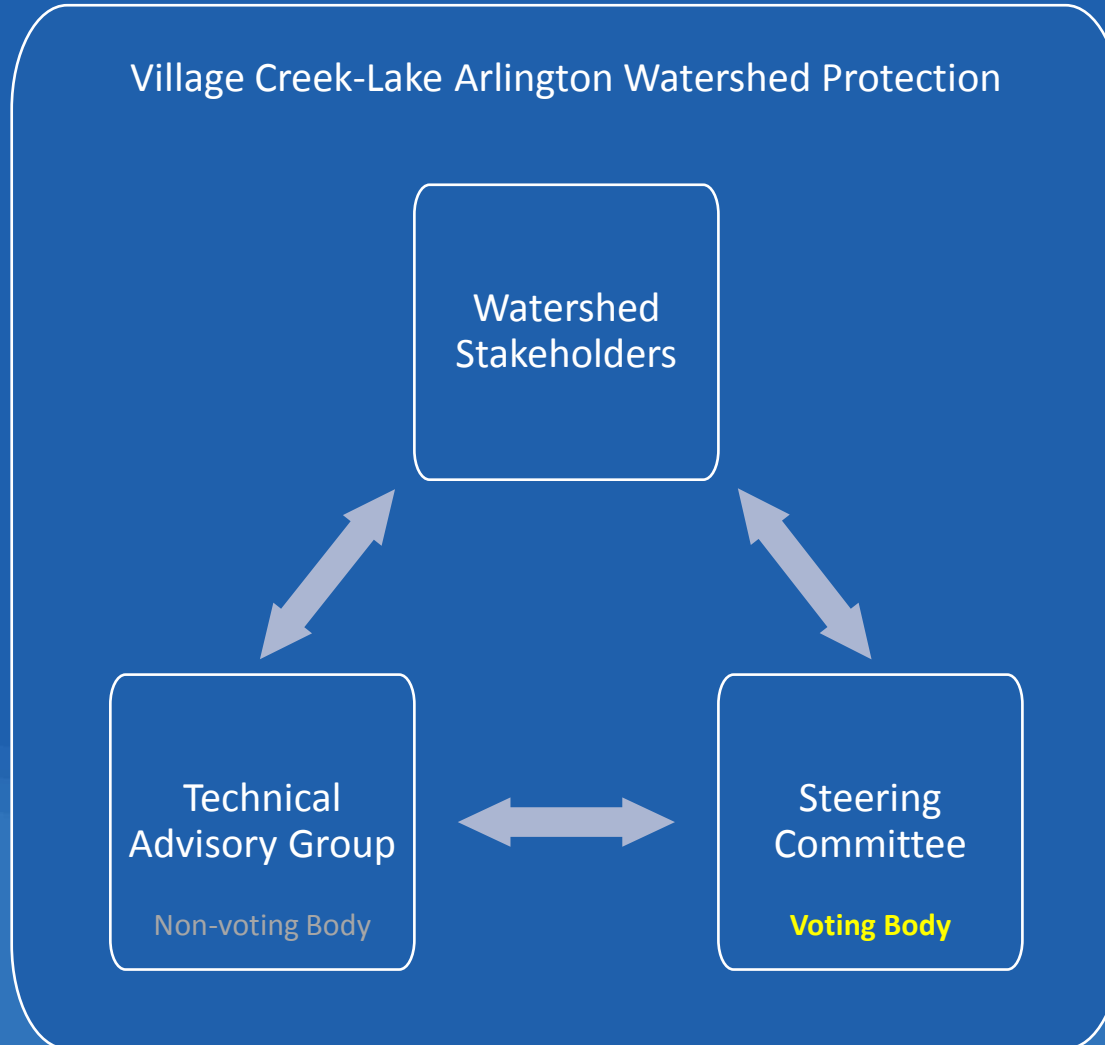 Village Creek-Lake Arlington Watershed Protection
Watershed
Stakeholders
Technical
Advisory Group
Non-voting Body
Steering
Committee
Voting Body